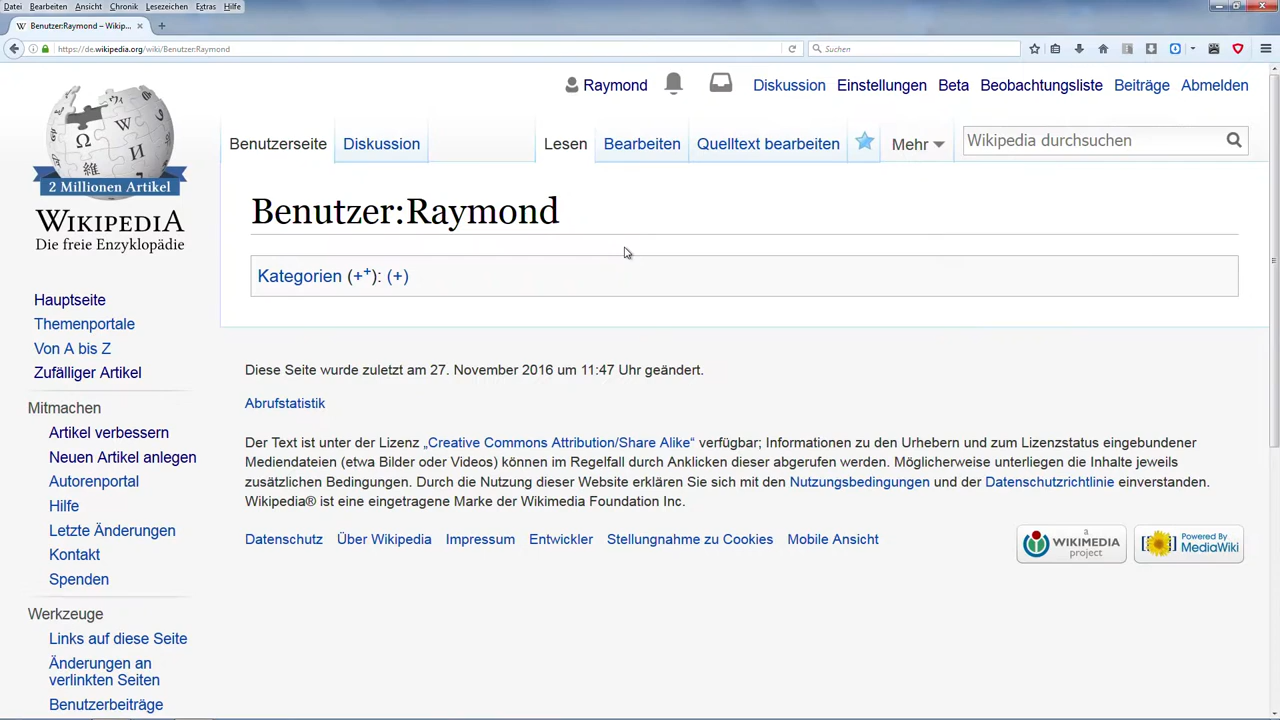 Datei Bearbeiten Ansicht Chronik Lesezeichen Extras Hilfe
W Benutzer:Raymond – Wikip... × +
https://de.wikipedia.org/wiki/Benutzer:Raymond
Suchen
Raymond Diskussion Einstellungen Beta Beobachtungsliste Beiträge Abmelden
Benutzerseite Diskussion Lesen Bearbeiten Quelltext bearbeiten Mehr Wikipedia durchsuchen
2 Millionen Artikel
WIKIPEDIA
Die freie Enzyklopädie
Benutzer:Raymond
Kategorien (+⁺): (+)
Hauptseite
Themenportale
Von A bis Z
Zufälliger Artikel
Mitmachen
Artikel verbessern
Neuen Artikel anlegen
Autorenportal
Hilfe
Letzte Änderungen
Kontakt
Spenden
Werkzeuge
Links auf diese Seite
Änderungen an
verlinkten Seiten
Benutzerbeiträge
Diese Seite wurde zuletzt am 27. November 2016 um 11:47 Uhr geändert.
Abrufstatistik
Der Text ist unter der Lizenz „Creative Commons Attribution/Share Alike“ verfügbar; Informationen zu den Urhebern und zum Lizenzstatus eingebundener
Mediendateien (etwa Bilder oder Videos) können im Regelfall durch Anklicken dieser abgerufen werden. Möglicherweise unterliegen die Inhalte jeweils
zusätzlichen Bedingungen. Durch die Nutzung dieser Website erklären Sie sich mit den Nutzungsbedingungen und der Datenschutzrichtlinie einverstanden.
Wikipedia® ist eine eingetragene Marke der Wikimedia Foundation Inc.
Datenschutz Über Wikipedia Impressum Entwickler Stellungnahme zu Cookies Mobile Ansicht
a
WIKIMEDIA
project
Powered By
MediaWiki